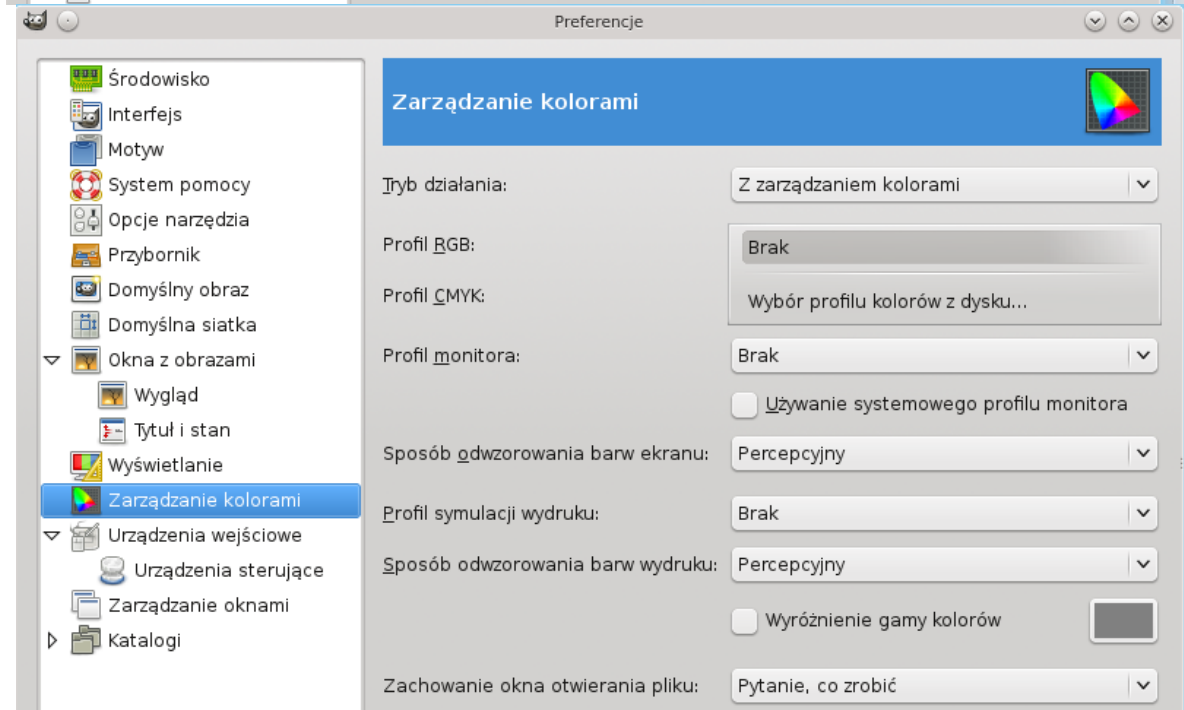 Preferencje
Środowisko
Interfejs
Motyw
System pomocy
Opcje narzędzia
Przybornik
Domyślny obraz
Domyślna siatka
Okna z obrazami
Wygląd
Tytuł i stan
Wyświetlanie
Zarządzanie kolorami
Urządzenia wejściowe
Urządzenia sterujące
Zarządzanie oknami
Katalogi
Zarządzanie kolorami
Tryb działania: Z zarządzaniem kolorami
Profil RGB: Brak
Profil CMYK: Wybór profilu kolorów z dysku...
Profil monitora: Brak
Używanie systemowego profilu monitora
Sposób odwzorowania barw ekranu: Percepcyjny
Profil symulacji wydruku: Brak
Sposób odwzorowania barw wydruku: Percepcyjny
Wyróżnienie gamy kolorów
Zachowanie okna otwierania pliku: Pytanie, co zrobić